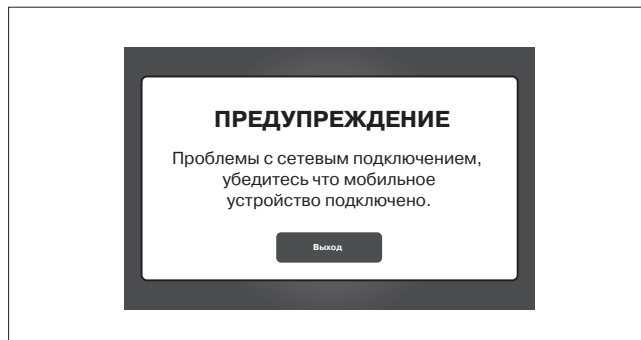 ПРЕДУПРЕЖДЕНИЕ
Проблемы с сетевым подключением,
убедитесь что мобильное
устройство подключено.
Выход